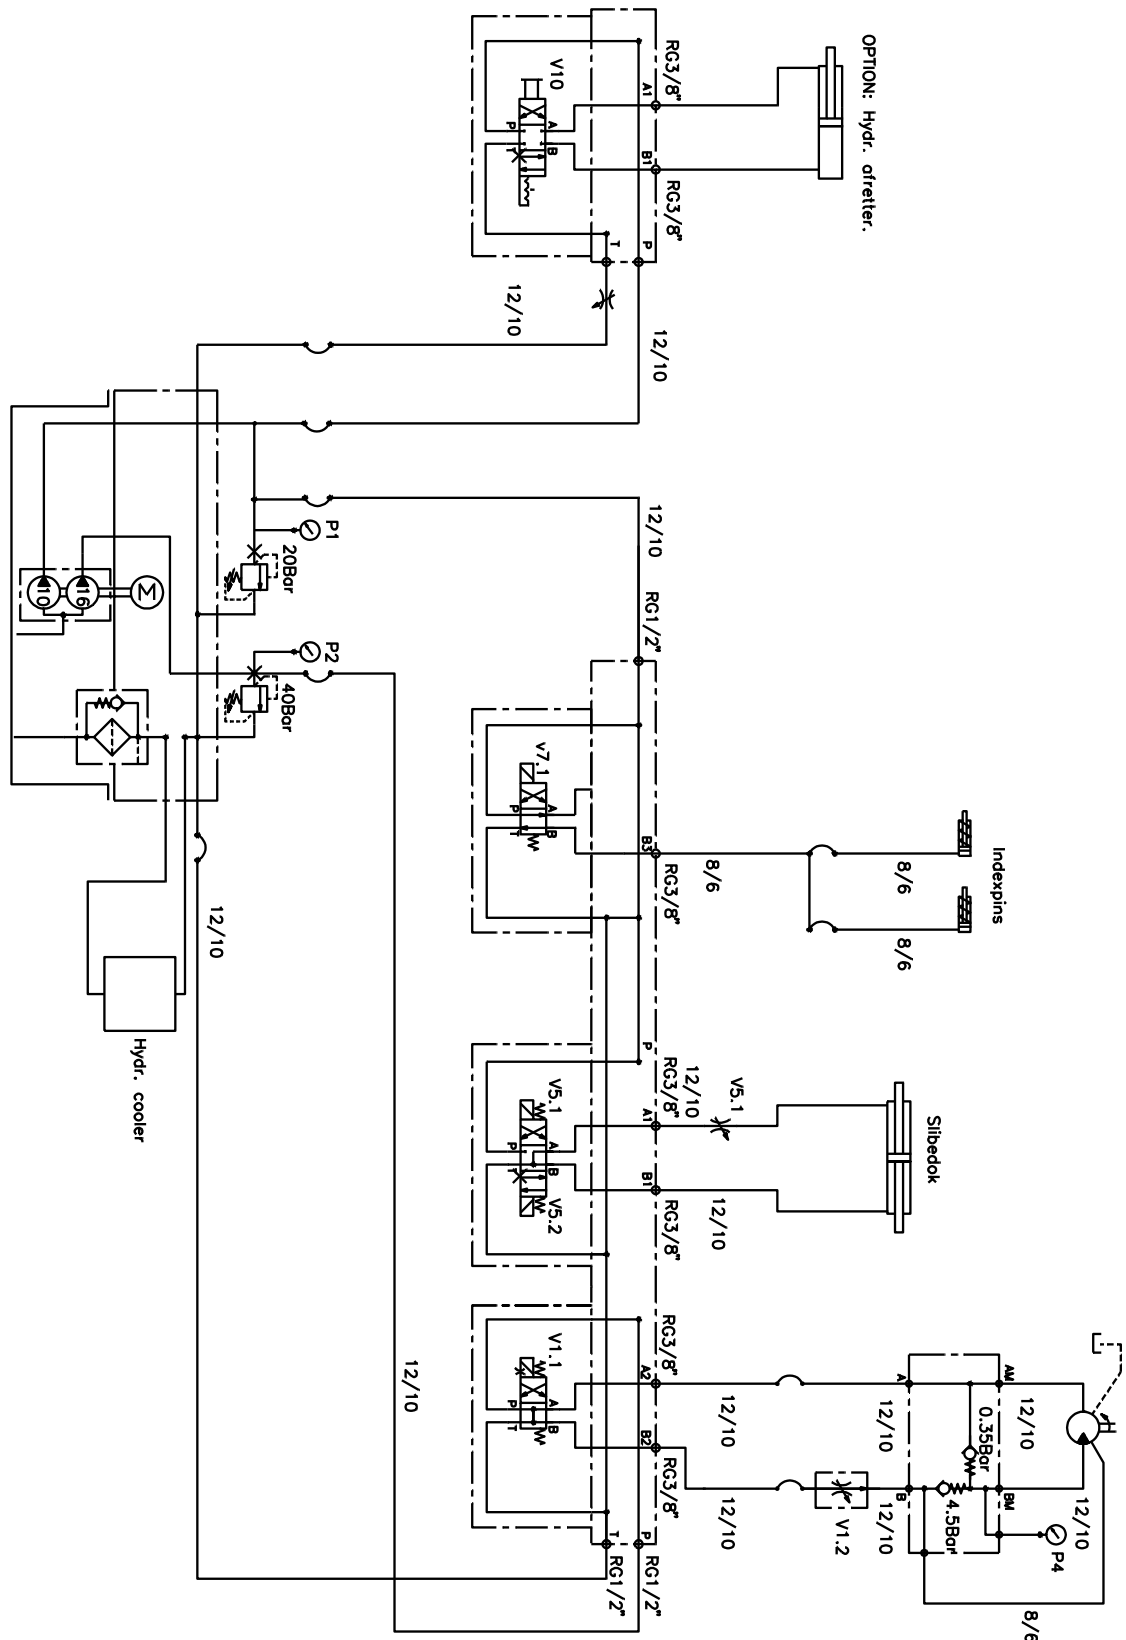 OPTION: Hydr. afretter.
RG3/8"
A1
B1
RG3/8"
V10
A
B
P
T
T
P
12/10
12/10
12/10
RG1/2"
P1
20Bar
P2
40Bar
M
10
16
12/10
Hydr. cooler
Indexpins
8/6
8/6
8/6
v7.1
A
B
P
T
B3
RG3/8"
Slibedok
P
RG3/8"
12/10
V5.1
A1
B1
RG3/8"
12/10
V5.1
A
B
P
T
V5.2
RG3/8"
A2
B2
RG3/8"
V1.1
A
B
P
T
T
P
RG1/2"
RG1/2"
12/10
12/10
12/10
V1.2
12/10
12/10
A
B
AM
BM
0.35Bar
4.5Bar
12/10
12/10
P4
8/6